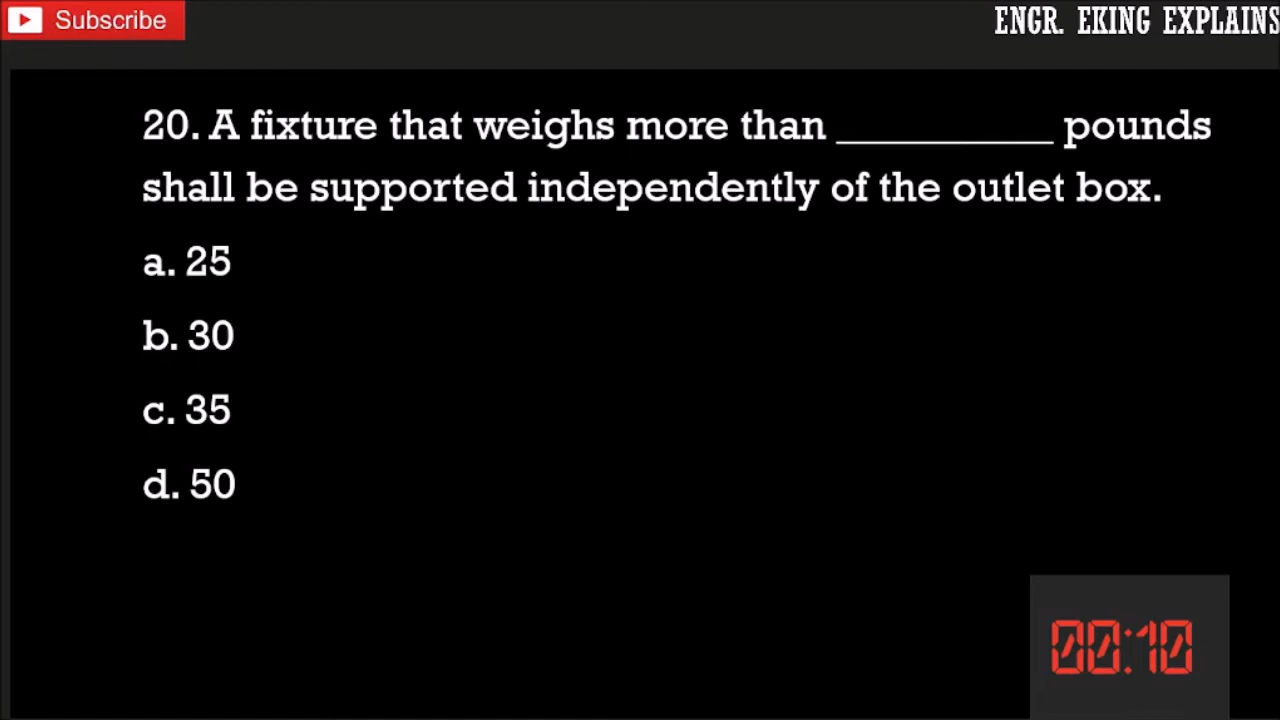 Subscribe
ENGR. EKING EXPLAINS
20. A fixture that weighs more than __________ pounds
shall be supported independently of the outlet box.
a. 25
b. 30
c. 35
d. 50
00:10